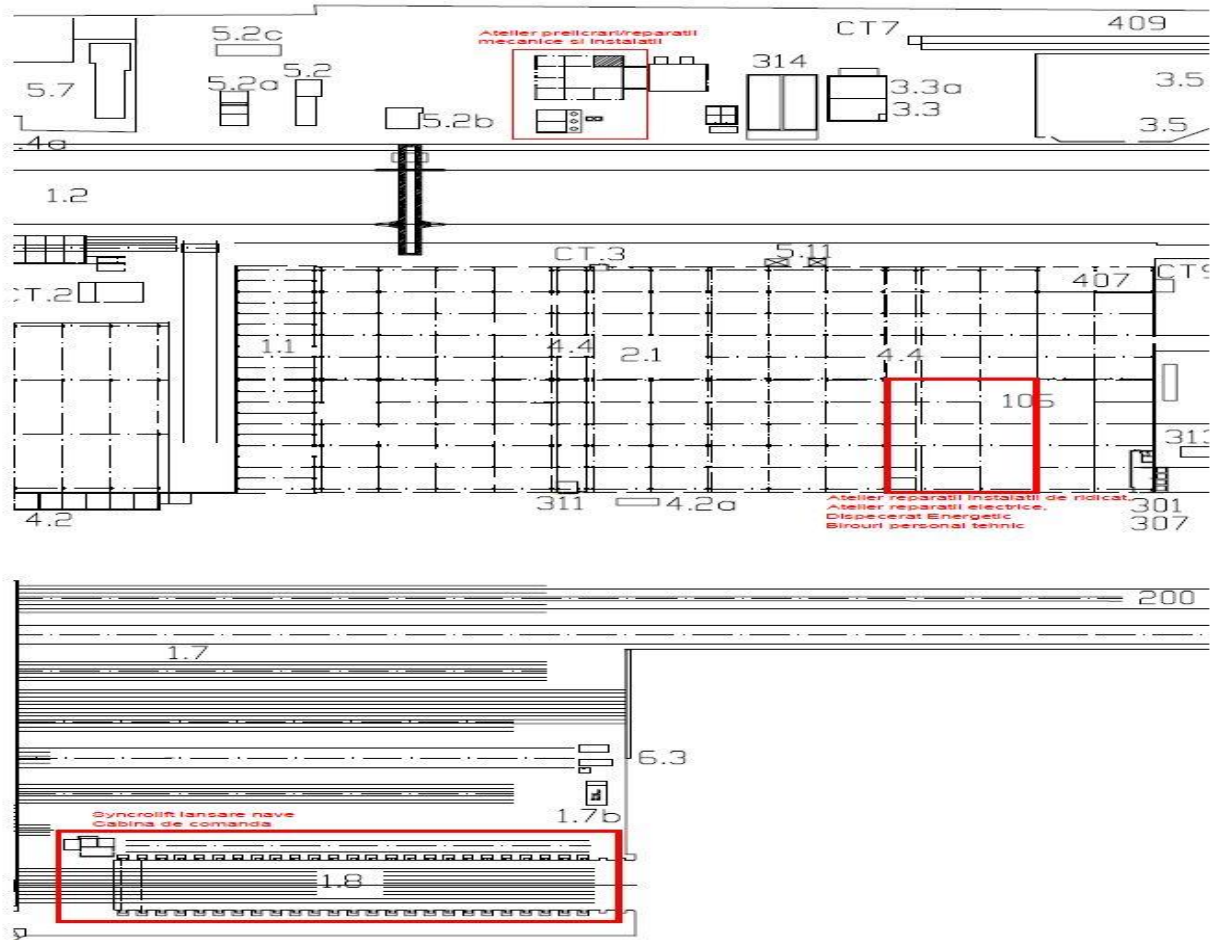 5.2c
Atelier prelicrari/reparatii
mecanice si instalatii
CT7
409
5.7
5.2a
5.2
314
3.3a
3.5
5.2b
3.3
3.5
.4a
1.2
CT.3
5.11
407
CT9
CT.2
1.1
4.4
2.1
4.4
105
313
4.2
311
4.2a
Atelier reparatii instalatii de ridicat,
Atelier reparatii electrice,
Dispecerat Energetic
Birouri personal tehnic
301
307
200
1.7
6.3
Syncrolift lansare nave
Cabina de comanda
1.7b
1.8